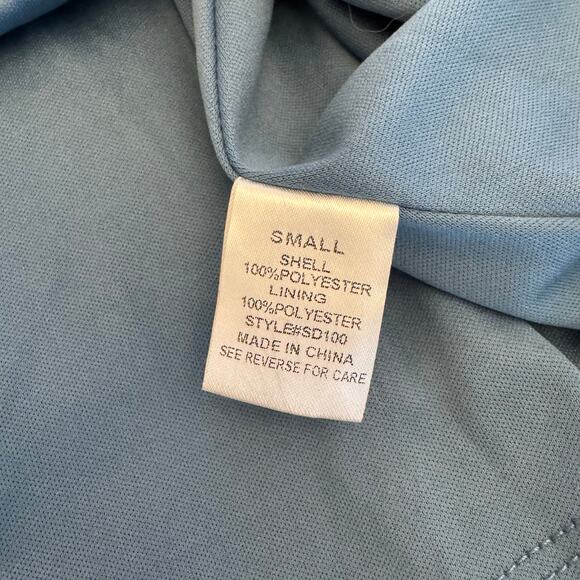 SMALL
SHELL
100%POLYESTER
LINING
100%POLYESTER
STYLE#SD100
MADE IN CHINA
SEE REVERSE FOR CARE